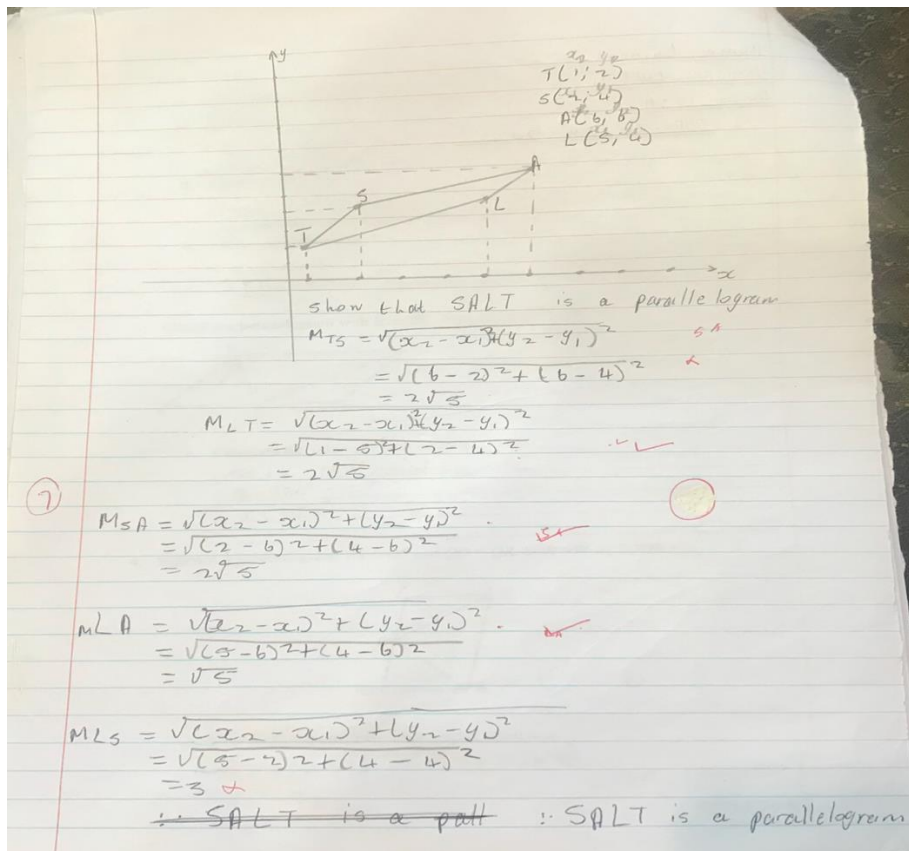 y
T(1; 2)
S(2; 4)
A(6, 6)
L(5, 4)
A
S
L
T
x
show that SALT is a parallelogram
M_TS = √(x₂ - x₁)²+(y₂ - y₁)²
SA
= √(6 - 2)² + (6 - 4)²
= 2√5
M_LT = √(x₂ - x₁)²+(y₂ - y₁)²
= √(1 - 5)²+(2 - 4)²
= 2√5
7
M_SA = √(x₂ - x₁)² + (y₂ - y₁)²
= √(2 - 6)² + (4 - 6)²
= 2√5
mLA = √(x₂ - x₁)² + (y₂ - y₁)².
= √(5 - 6)² + (4 - 6)2
= √5
M_LS = √(x₂ - x₁)² + (y₂ - y₁)²
= √(5 - 2)2 + (4 - 4)²
= 3
∴ SALT is a pall ∴ SALT is a parallelogram